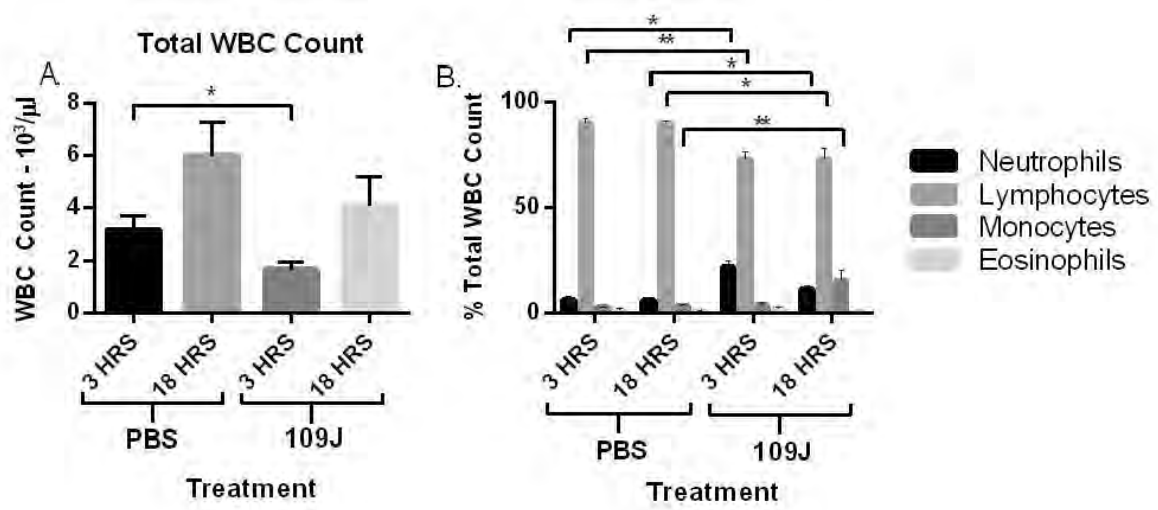 Total WBC Count
A.
*
8
6
4
2
0
WBC Count - 10³/µl
3 HRS
18 HRS
3 HRS
18 HRS
PBS
109J
Treatment
B.
*
**
*
*
**
100
50
0
% Total WBC Count
3 HRS
18 HRS
3 HRS
18 HRS
PBS
109J
Treatment
Neutrophils
Lymphocytes
Monocytes
Eosinophils